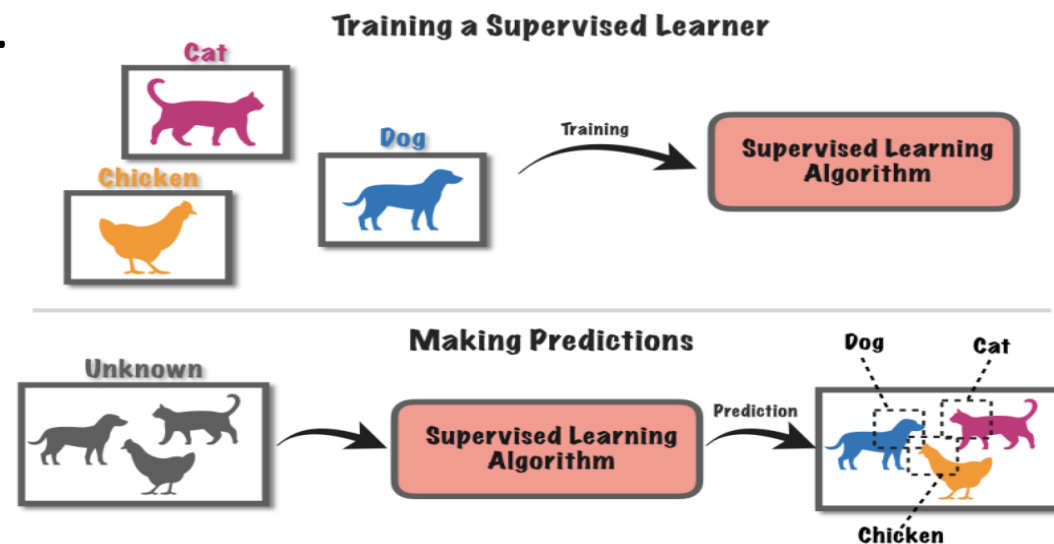 Training a Supervised Learner
Cat
Dog
Chicken
Training
Supervised Learning
Algorithm
Making Predictions
Unknown
Supervised Learning
Algorithm
Prediction
Dog
Cat
Chicken